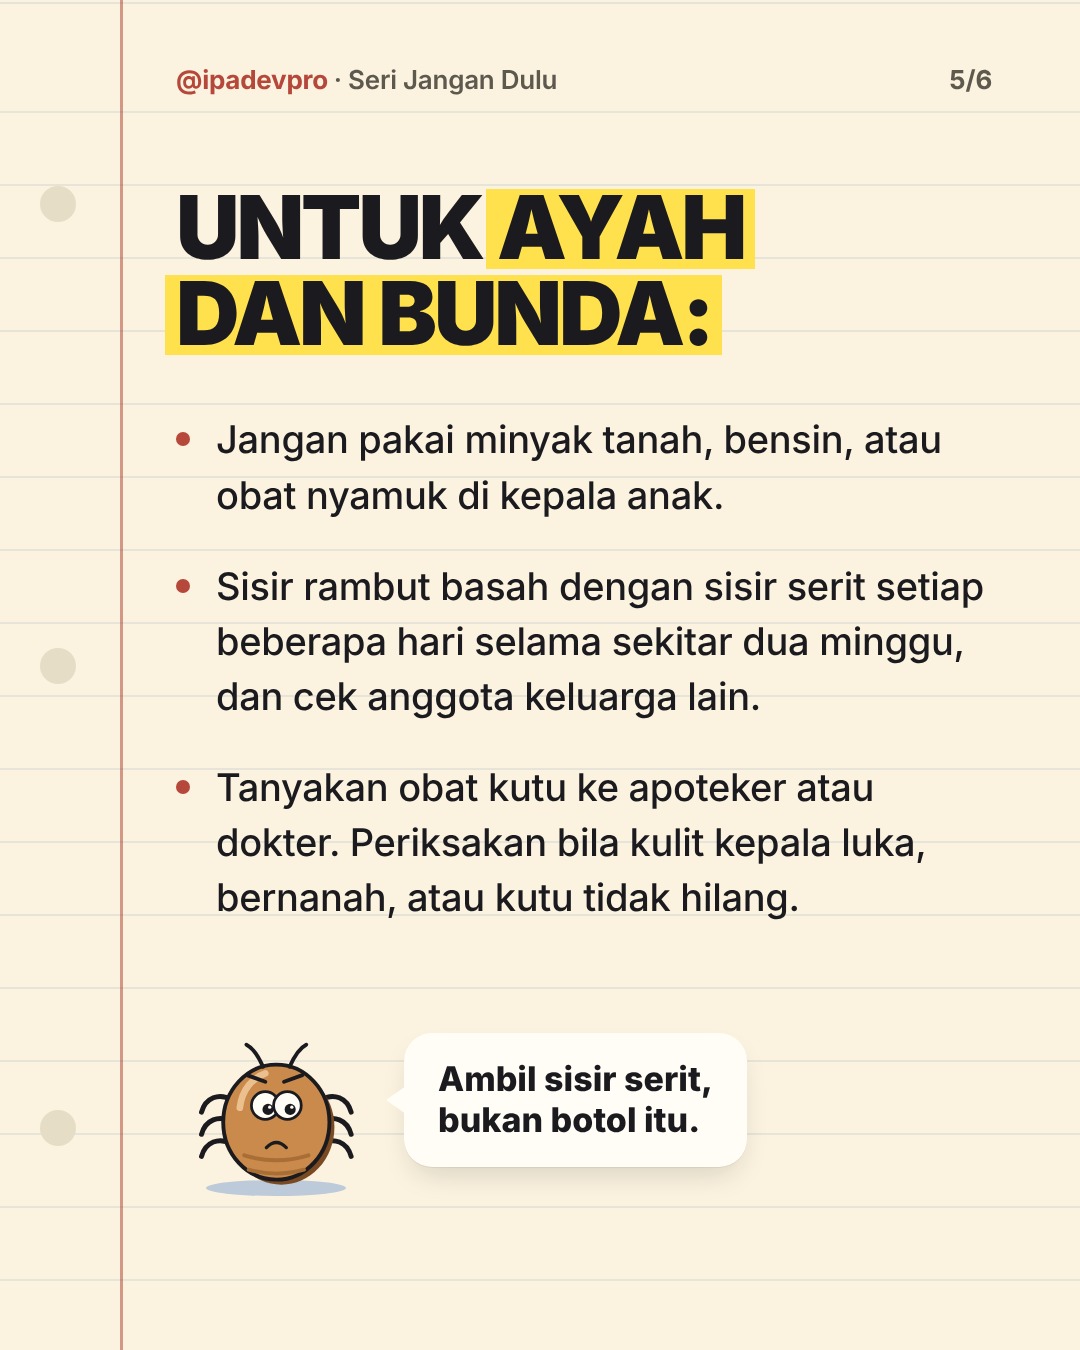 @ipadevpro · Seri Jangan Dulu
5/6
UNTUK AYAH
DAN BUNDA:
• Jangan pakai minyak tanah, bensin, atau
obat nyamuk di kepala anak.
• Sisir rambut basah dengan sisir serit setiap
beberapa hari selama sekitar dua minggu,
dan cek anggota keluarga lain.
• Tanyakan obat kutu ke apoteker atau
dokter. Periksakan bila kulit kepala luka,
bernanah, atau kutu tidak hilang.
Ambil sisir serit,
bukan botol itu.